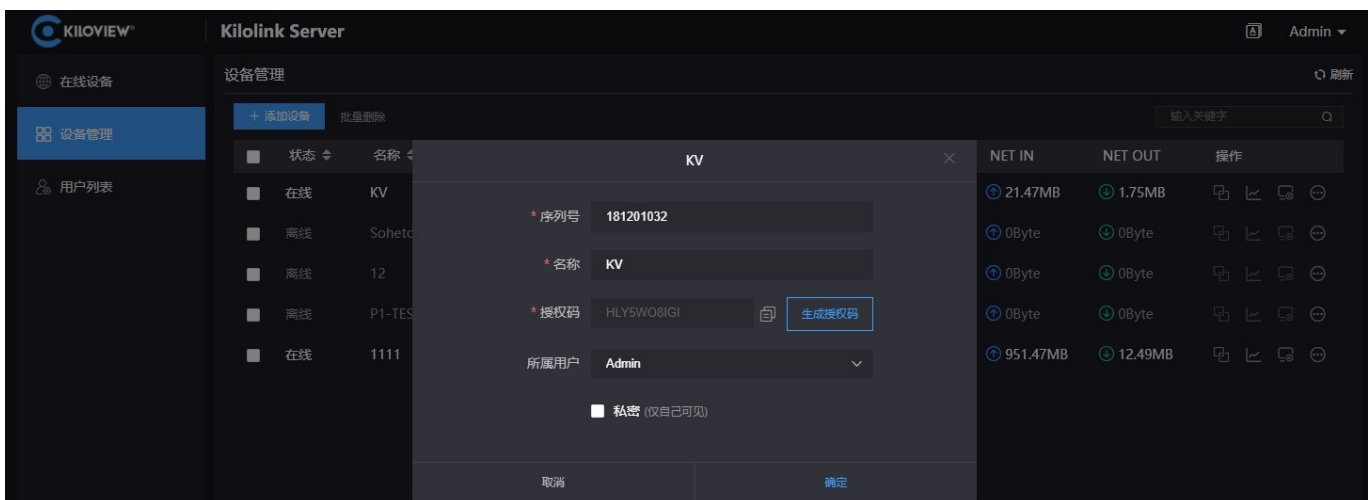 KILOVIEW®
Kilolink Server
Admin
在线设备
设备管理
用户列表
设备管理
刷新
+ 添加设备
批量删除
输入关键字
状态
名称
NET IN
NET OUT
操作
在线
KV
21.47MB
1.75MB
离线
0Byte
0Byte
离线
12
0Byte
0Byte
离线
P1-TES
0Byte
0Byte
在线
1111
951.47MB
12.49MB
KV
* 序列号 181201032
* 名称 KV
* 授权码 生成授权码
所属用户 Admin
私密 (仅自己可见)
取消
确定